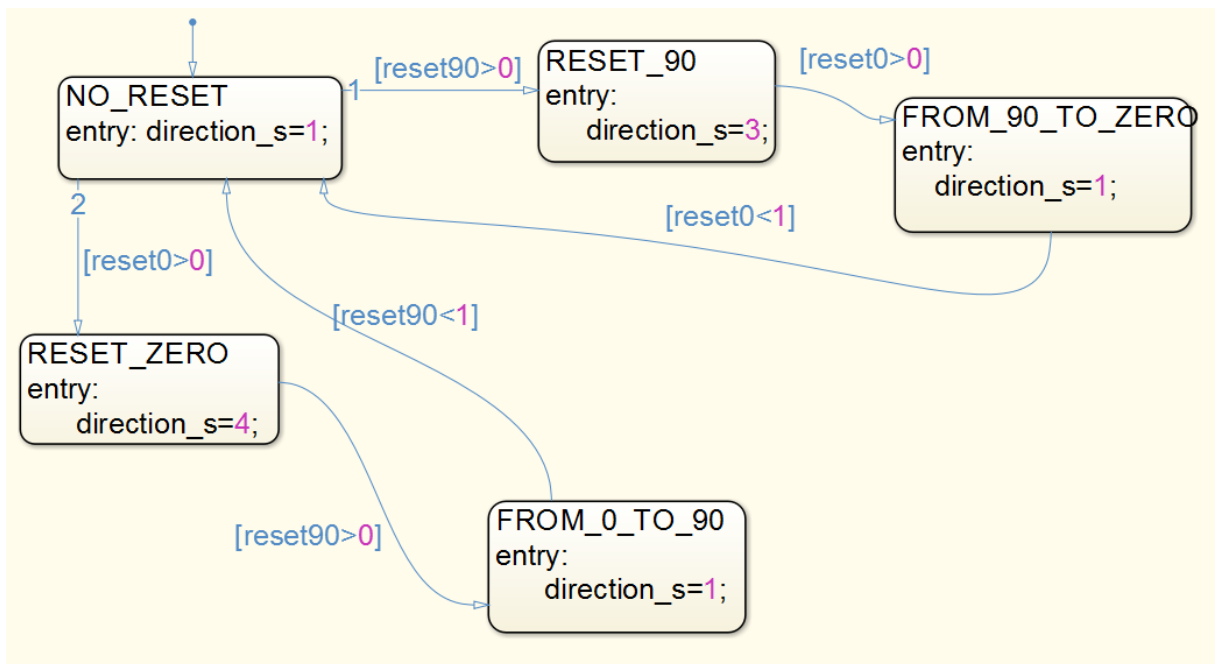 NO_RESET
entry: direction_s=1;
1
[reset90>0]
RESET_90
entry:
direction_s=3;
[reset0>0]
FROM_90_TO_ZERO
entry:
direction_s=1;
2
[reset0>0]
[reset0<1]
[reset90<1]
RESET_ZERO
entry:
direction_s=4;
[reset90>0]
FROM_0_TO_90
entry:
direction_s=1;